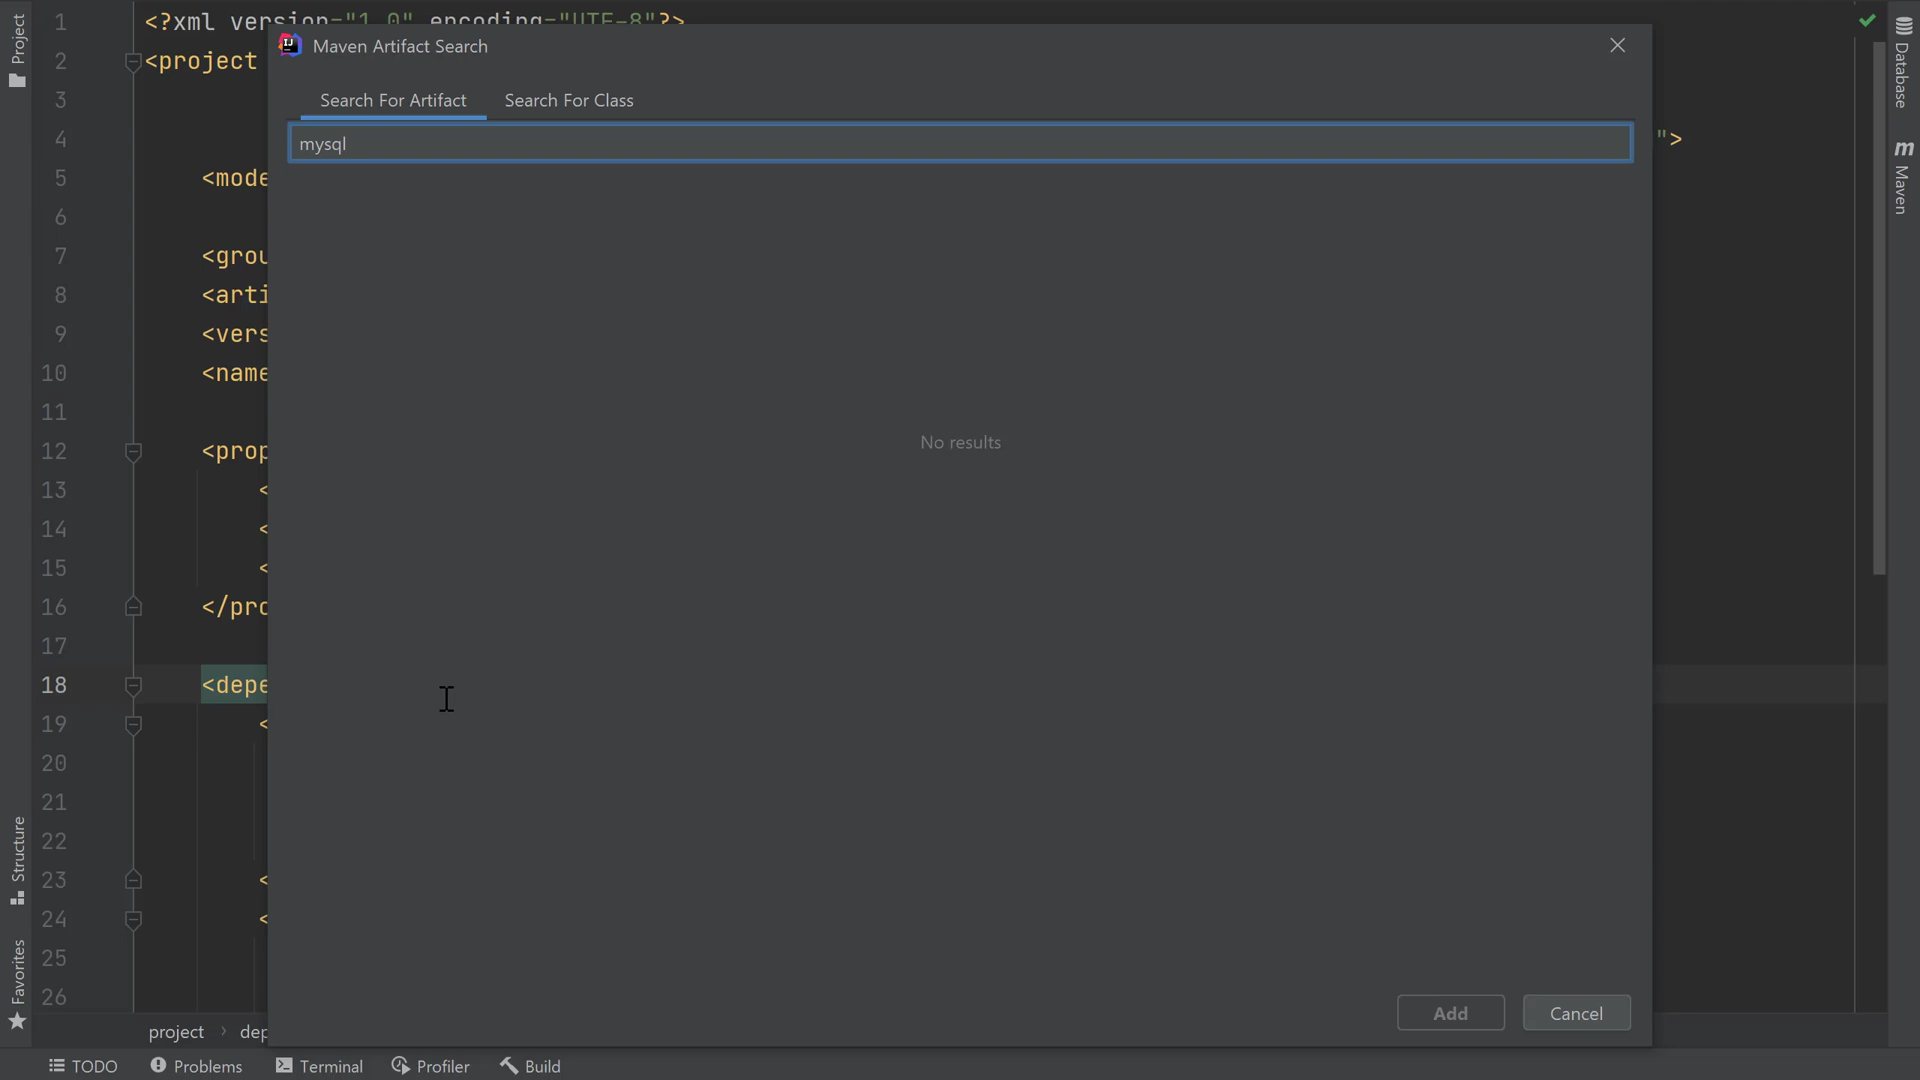 Project
1 <?xml version="1.0" encoding="UTF-8"?>
Maven Artifact Search
2 <project
Search For Artifact Search For Class
3
4 ">
mysql
5 <mode
6
7 <grou
8 <arti
9 <vers
10 <name
11
12 <prop
No results
13 <
14 <
15 <
16 </pro
17
18 <depe
19 <
20
21
22
23 <
24 <
25
26
Add Cancel
project › dep
Structure
Favorites
Database
m Maven
TODO Problems Terminal Profiler Build